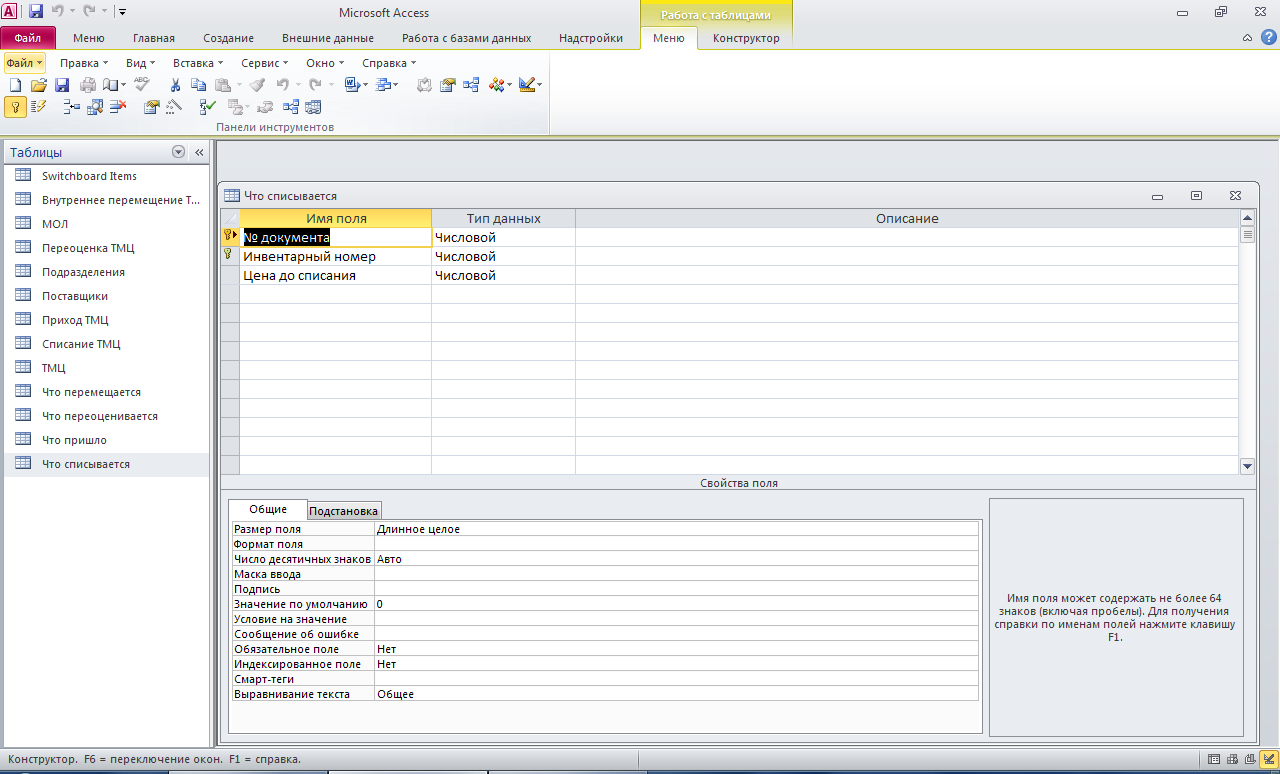 Microsoft Access
Работа с таблицами
Файл Меню Главная Создание Внешние данные Работа с базами данных Надстройки Меню Конструктор
Файл Правка Вид Вставка Сервис Окно Справка
Панели инструментов
Таблицы
Switchboard Items
Внутреннее перемещение Т...
МОЛ
Переоценка ТМЦ
Подразделения
Поставщики
Приход ТМЦ
Списание ТМЦ
ТМЦ
Что перемещается
Что переоценивается
Что пришло
Что списывается
Что списывается
Имя поля Тип данных Описание
№ документа Числовой
Инвентарный номер Числовой
Цена до списания Числовой
Свойства поля
Общие Подстановка
Размер поля Длинное целое
Формат поля
Число десятичных знаков Авто
Маска ввода
Подпись
Значение по умолчанию 0
Условие на значение
Сообщение об ошибке
Обязательное поле Нет
Индексированное поле Нет
Смарт-теги
Выравнивание текста Общее
Имя поля может содержать не более 64
знаков (включая пробелы). Для получения
справки по именам полей нажмите клавишу
F1.
Конструктор. F6 = переключение окон. F1 = справка.